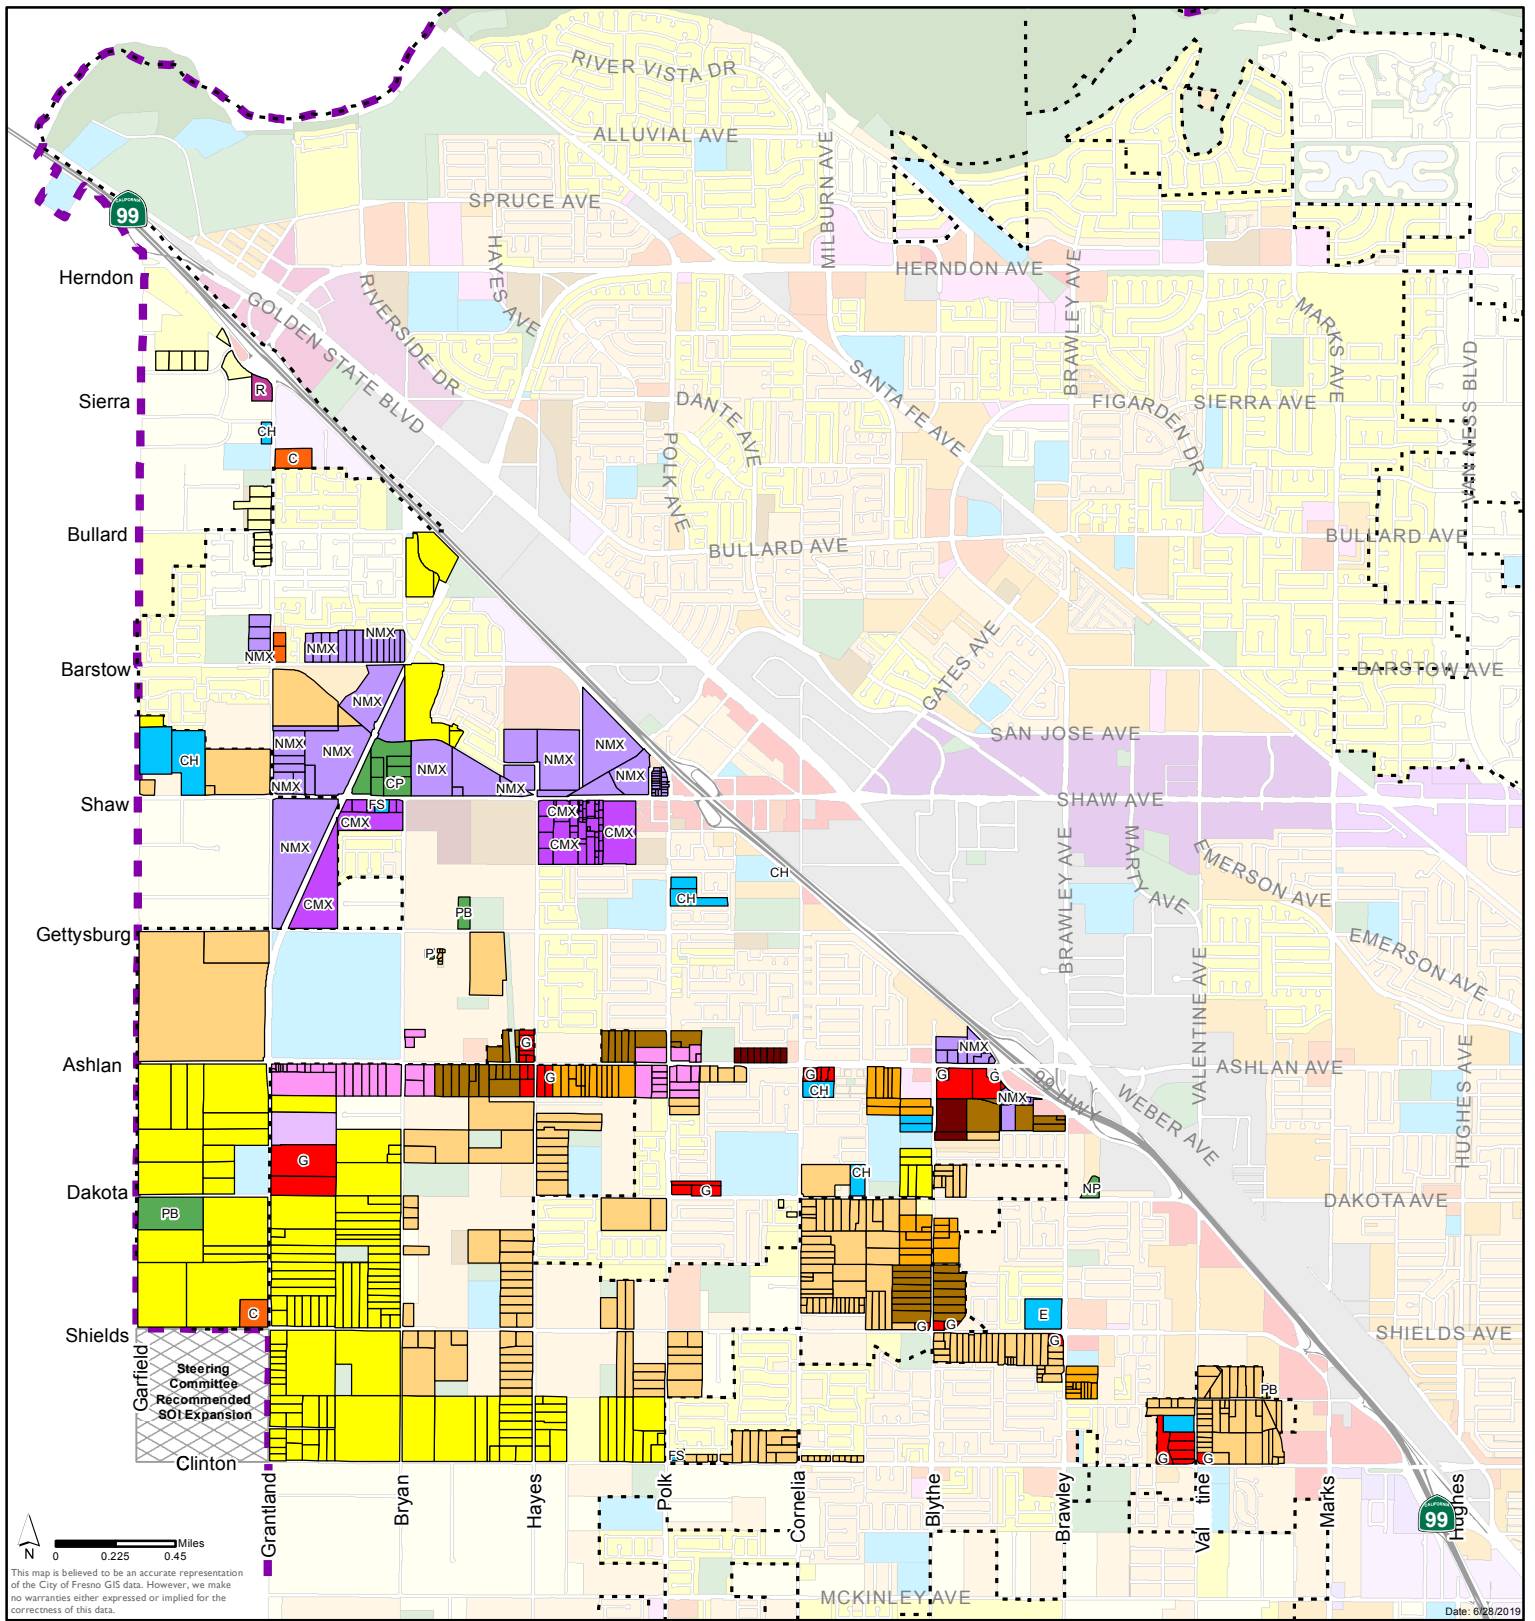 RIVER VISTA DR
ALLUVIAL AVE
MILBURN AVE
SPRUCE AVE
CALIFORNIA
99
HAYES AVE
HERNDON AVE
BRAWLEY AVE
Herndon
RIVERSIDE DR
GOLDEN STATE BLVD
MARKS AVE
VAN NESS BLVD
SANTA FE AVE
R
Sierra
DANTE AVE
FIGARDEN DR
SIERRA AVE
CH
C
POLK AVE
Bullard
BULLARD AVE
BULLARD AVE
NMX
NMX
NMX
GATES AVE
Barstow
BARSTOW AVE
NMX
SAN JOSE AVE
NMX
NMX
NMX
NMX
CH
NMX
NMX
NMX
CP
NMX
NMX
Shaw
FS
SHAW AVE
CMX
CMX
CMX
CMX
BRAWLEY AVE
MARTY AVE
EMERSON AVE
NMX
CH
CH
CMX
PB
Gettysburg
EMERSON AVE
P
VALENTINE AVE
G
NMX
HUGHES AVE
Ashlan
ASHLAN AVE
G
G
CH
G
G
99 HWY
NMX
WEBER AVE
G
CH
Dakota
G
NP
DAKOTA AVE
PB
C
E
Shields
G
G
G
SHIELDS AVE
Garfield
Steering
Committee
Recommended
SOI Expansion
PB
Clinton
FS
G
G
Grantland
Bryan
Hayes
Polk
Cornelia
Blythe
Brawley
Val tine
Marks
Hughes
CALIFORNIA
99
N
Miles
0
0.225
0.45
This map is believed to be an accurate representation
of the City of Fresno GIS data. However, we make
no warranties either expressed or implied for the
correctness of this data.
MCKINLEY AVE
Date: 6/28/2019